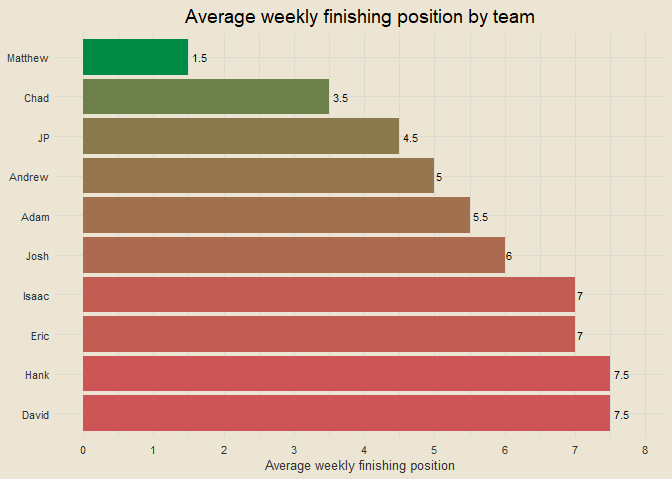 Average weekly finishing position by team
Matthew 1.5
Chad 3.5
JP 4.5
Andrew 5
Adam 5.5
Josh 6
Isaac 7
Eric 7
Hank 7.5
David 7.5
0 1 2 3 4 5 6 7 8
Average weekly finishing position